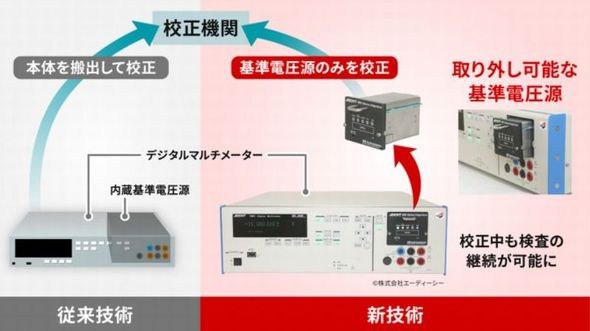 校正機関
本体を搬出して校正
基準電圧源のみを校正
取り外し可能な
基準電圧源
デジタルマルチメーター
内蔵基準電圧源
校正中も検査の
継続が可能に
©株式会社エーディーシー
従来技術
新技術